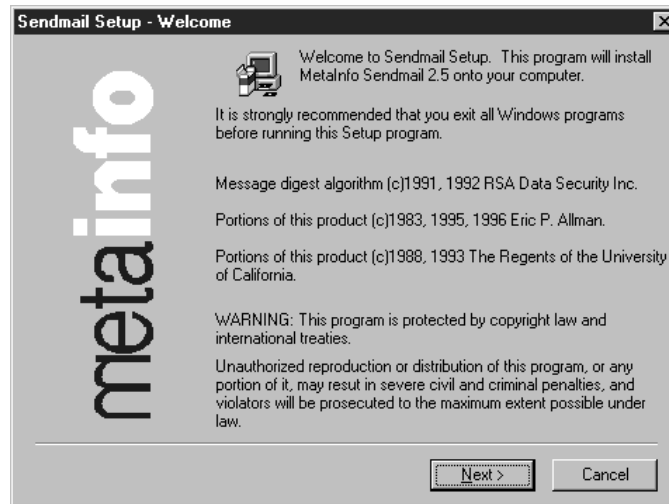 Sendmail Setup - Welcome
metainfo
Welcome to Sendmail Setup. This program will install
MetaInfo Sendmail 2.5 onto your computer.
It is strongly recommended that you exit all Windows programs
before running this Setup program.
Message digest algorithm (c)1991, 1992 RSA Data Security Inc.
Portions of this product (c)1983, 1995, 1996 Eric P. Allman.
Portions of this product (c)1988, 1993 The Regents of the University
of California.
WARNING: This program is protected by copyright law and
international treaties.
Unauthorized reproduction or distribution of this program, or any
portion of it, may resut in severe civil and criminal penalties, and
violators will be prosecuted to the maximum extent possible under
law.
Next >
Cancel